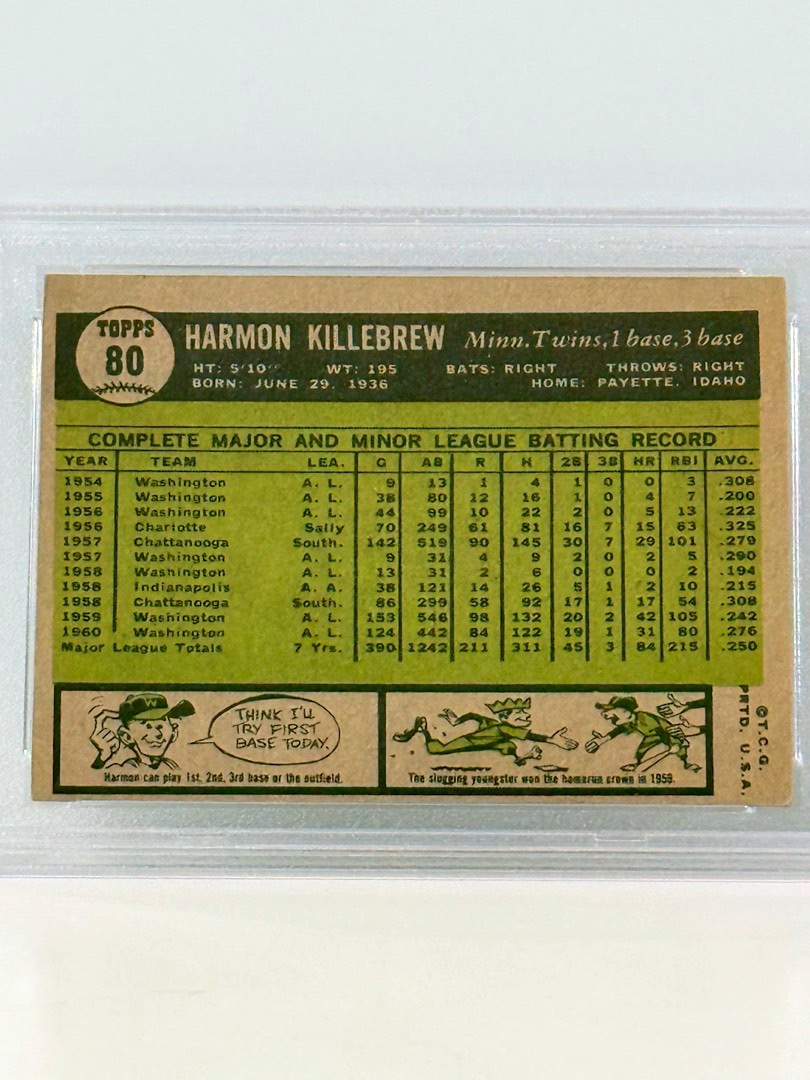 TOPPS
80
HARMON KILLEBREW Minn. Twins, 1 base, 3 base
HT: 5'10" WT: 195 BATS: RIGHT THROWS: RIGHT
BORN: JUNE 29, 1936 HOME: PAYETTE, IDAHO
COMPLETE MAJOR AND MINOR LEAGUE BATTING RECORD
YEAR TEAM LEA. G AB R H 2B 3B HR RBI AVG.
1954 Washington A. L. 9 13 1 4 1 0 0 3 .308
1955 Washington A. L. 38 80 12 16 1 0 4 7 .200
1956 Washington A. L. 44 99 10 22 2 0 5 13 .222
1956 Charlotte Sally 70 249 61 81 16 7 15 63 .325
1957 Chattanooga South. 142 519 90 145 30 7 29 101 .279
1957 Washington A. L. 9 31 4 9 2 0 2 5 .290
1958 Washington A. L. 13 31 2 6 0 0 0 2 .194
1958 Indianapolis A. A. 38 121 14 26 5 1 2 10 .215
1958 Chattanooga South. 86 299 58 92 17 1 17 54 .308
1959 Washington A. L. 153 546 98 132 20 2 42 105 .242
1960 Washington A. L. 124 442 84 122 19 1 31 80 .276
Major League Totals 7 Yrs. 390 1242 211 311 45 3 84 215 .250
W
THINK I'LL
TRY FIRST
BASE TODAY.
Harmon can play 1st, 2nd, 3rd base or the outfield.
The slugging youngster won the homerun crown in 1959.
©T.C.G.
PRTD. U.S.A.